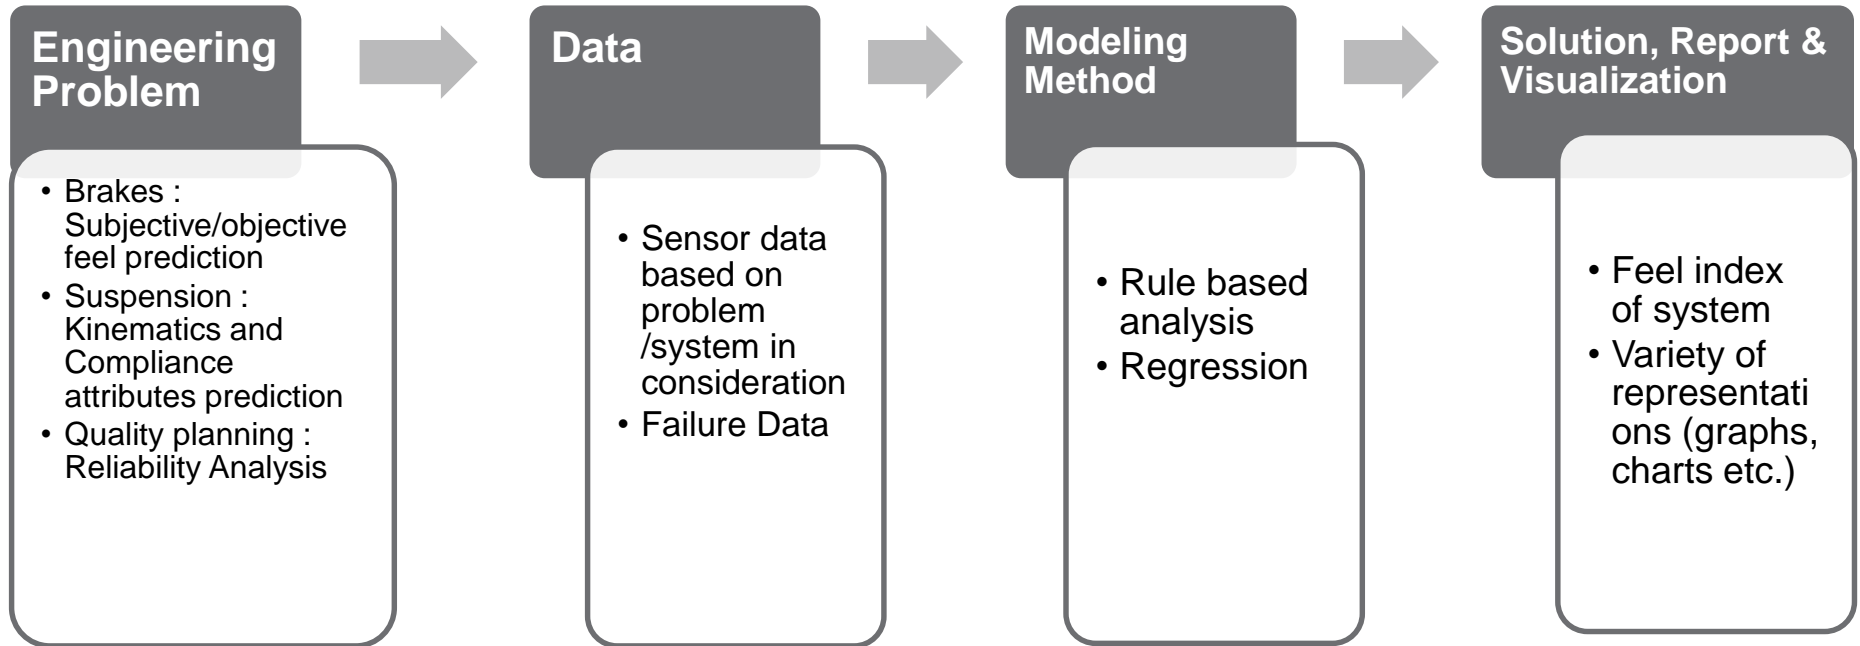 Engineering
Problem
• Brakes :
Subjective/objective
feel prediction
• Suspension :
Kinematics and
Compliance
attributes prediction
• Quality planning :
Reliability Analysis
Data
• Sensor data
based on
problem
/system in
consideration
• Failure Data
Modeling
Method
• Rule based
analysis
• Regression
Solution, Report &
Visualization
• Feel index
of system
• Variety of
representati
ons (graphs,
charts etc.)